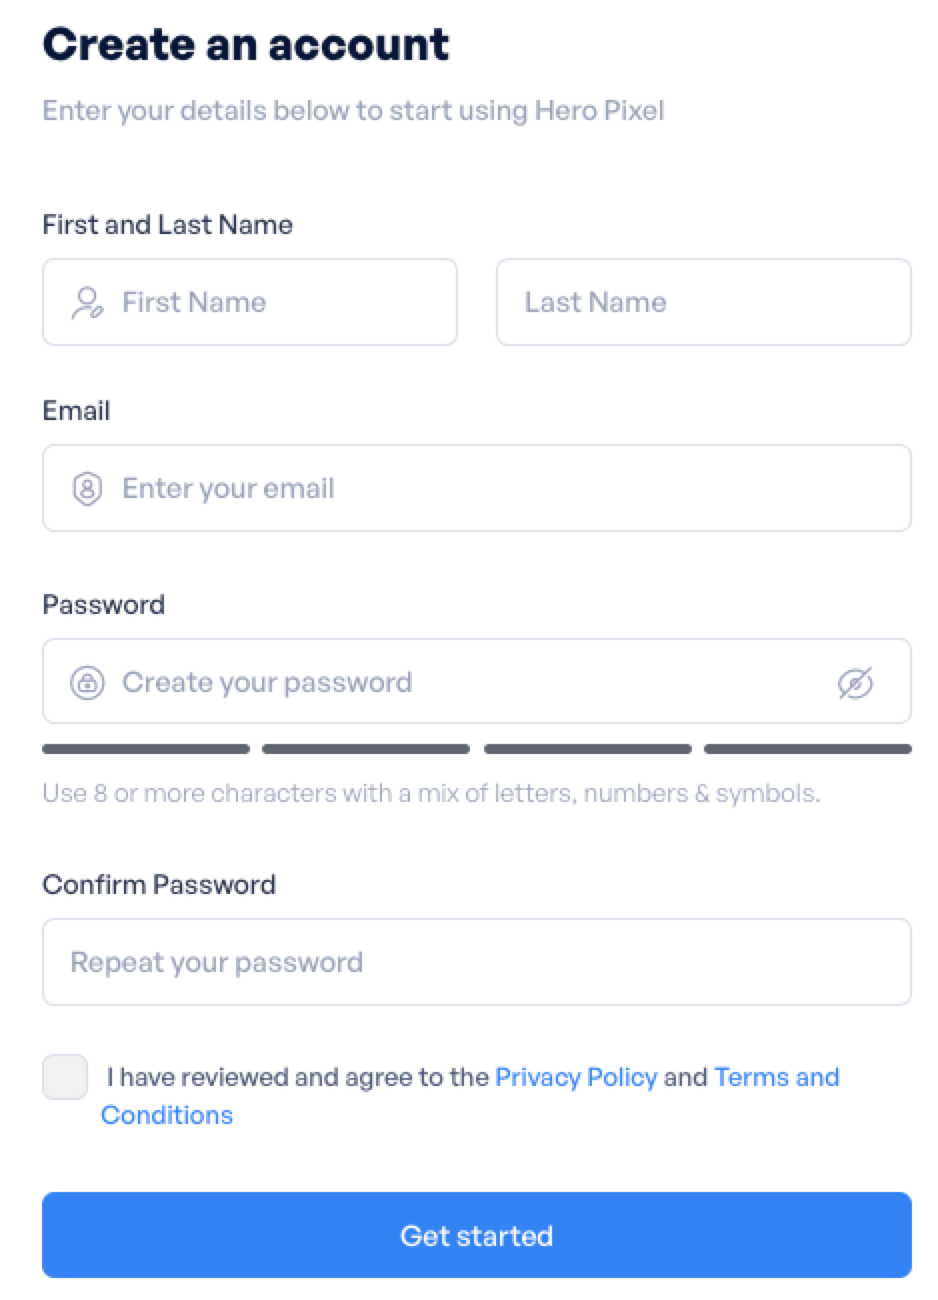 Create an account
Enter your details below to start using Hero Pixel
First and Last Name
First Name
Last Name
Email
Enter your email
Password
Create your password
Use 8 or more characters with a mix of letters, numbers & symbols.
Confirm Password
Repeat your password
I have reviewed and agree to the Privacy Policy and Terms and
Conditions
Get started